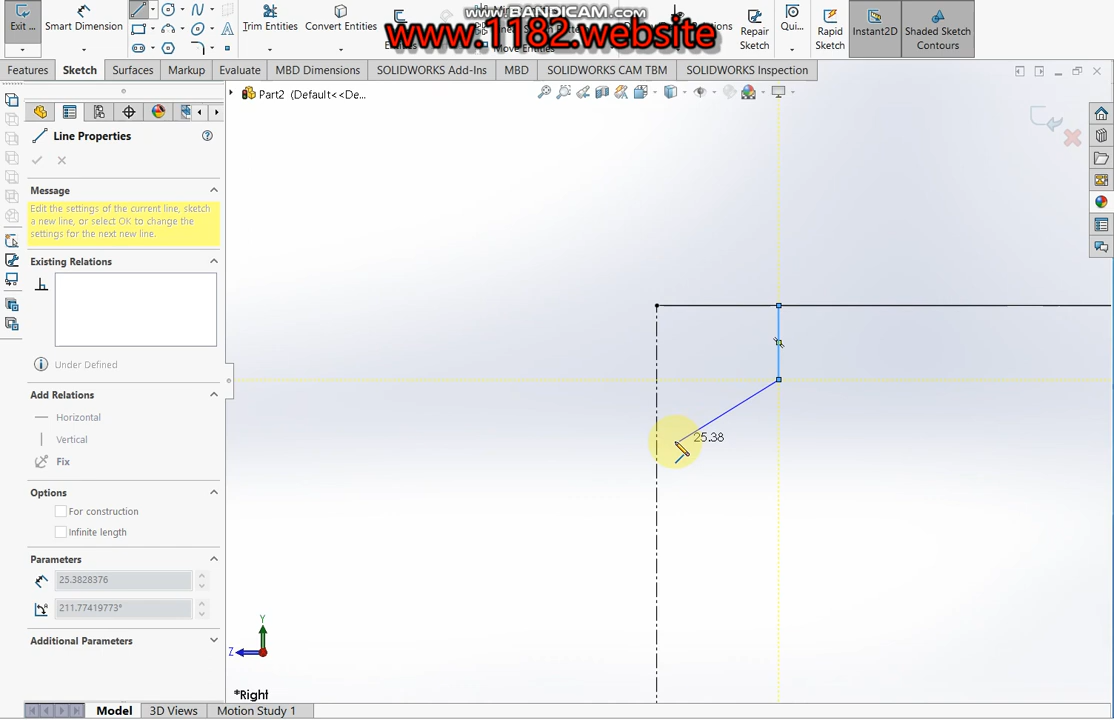 www.BANDICAM.com
www.1182.website
Exit ...
Smart Dimension
Trim Entities
Convert Entities
Move Entities
Repair Sketch
Qui...
Rapid Sketch
Instant2D
Shaded Sketch Contours
Features
Sketch
Surfaces
Markup
Evaluate
MBD Dimensions
SOLIDWORKS Add-Ins
MBD
SOLIDWORKS CAM TBM
SOLIDWORKS Inspection
Part2 (Default<<De...
Line Properties
Message
Edit the settings of the current line, sketch
a new line, or select OK to change the
settings for the next new line.
Existing Relations
Under Defined
Add Relations
Horizontal
Vertical
Fix
Options
For construction
Infinite length
Parameters
25.3828376
211.77419773°
Additional Parameters
25.38
Y
Z
*Right
Model
3D Views
Motion Study 1